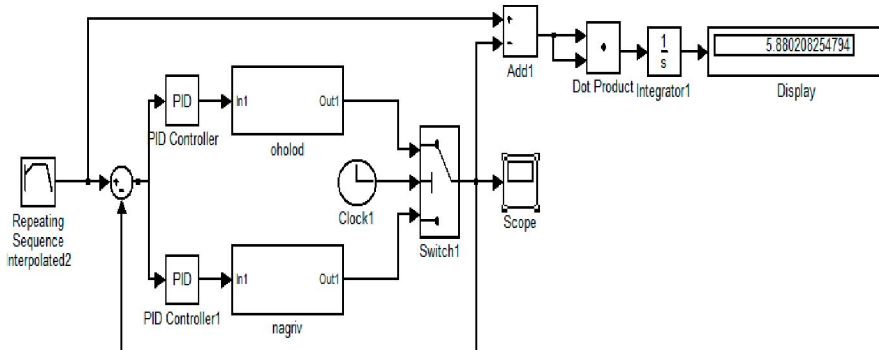 +
-
Add1
Dot Product
1
s
Integrator1
5.880208254794
Display
PID
PID Controller
In1
Out1
oholod
Repeating
Sequence
Interpolated2
+
-
Clock1
Switch1
Scope
PID
PID Controller1
In1
Out1
nagriv